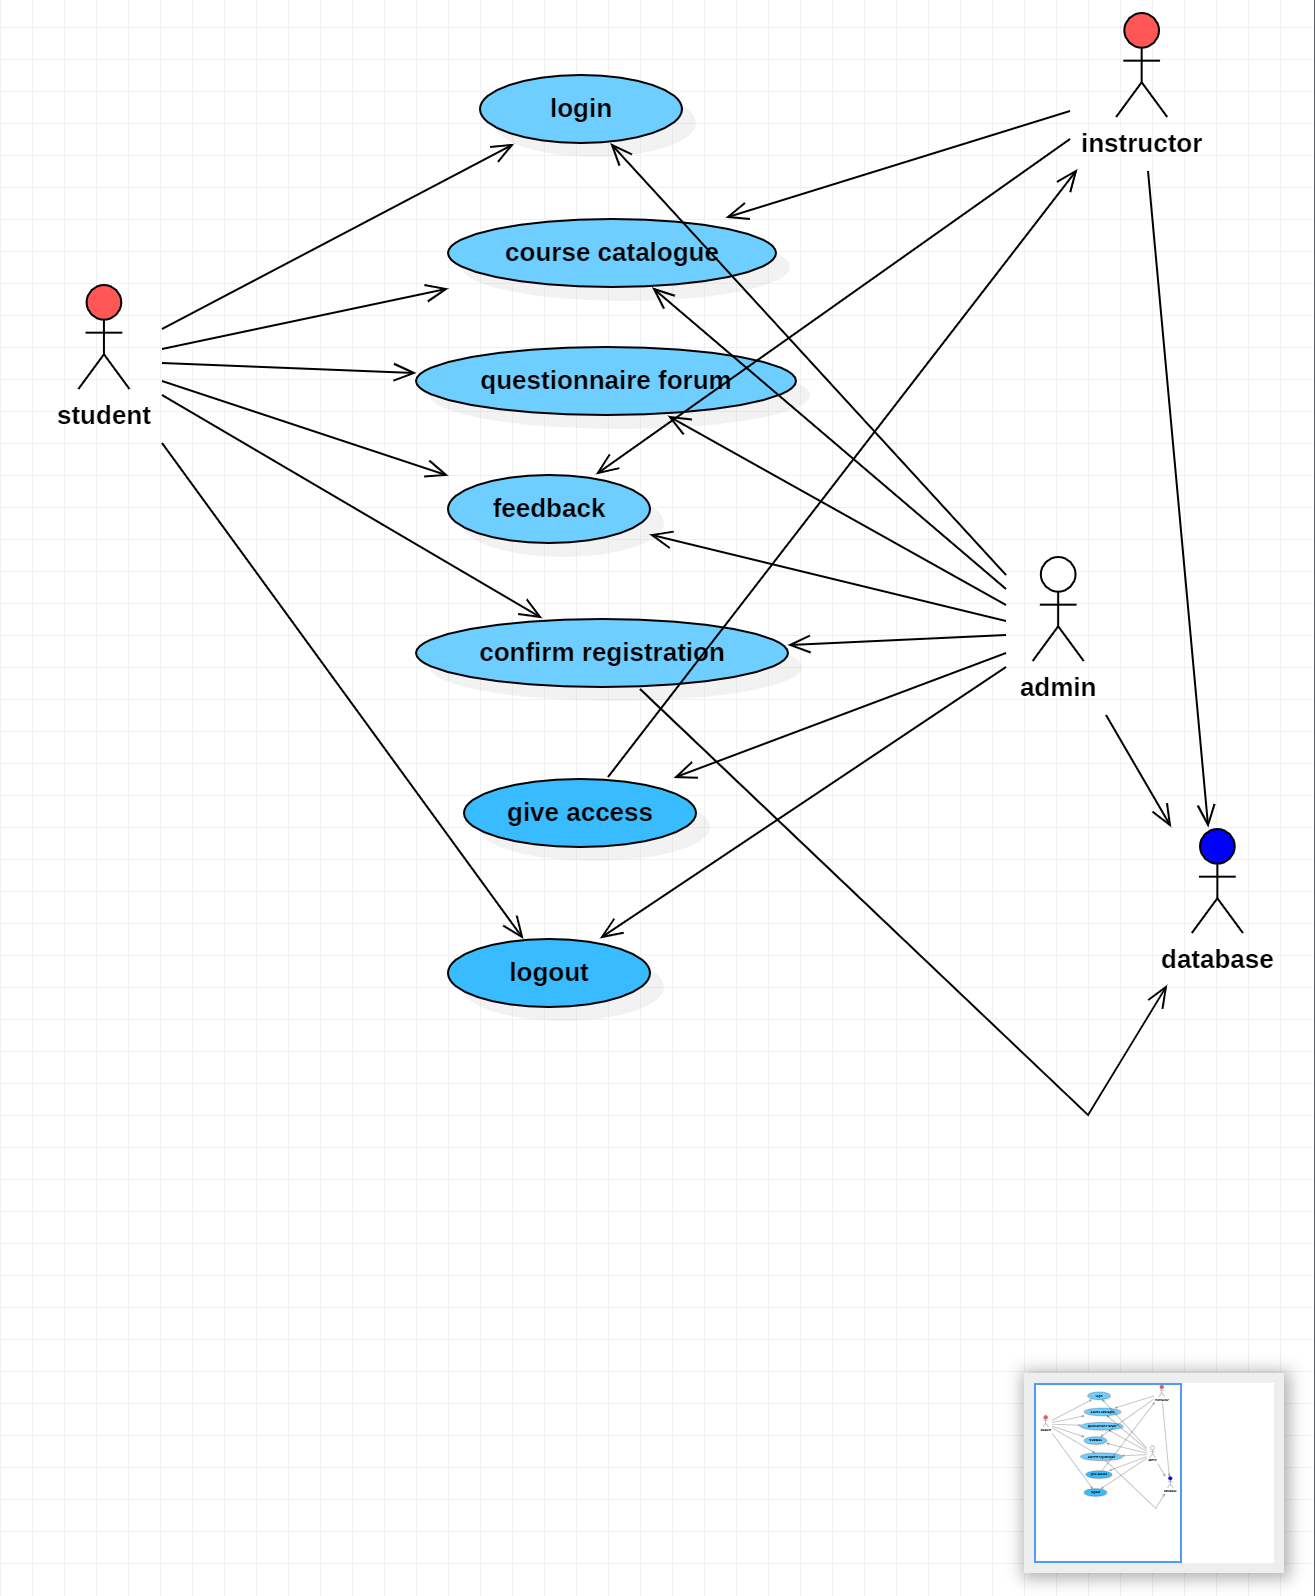 instructor
login
course catalogue
questionnaire forum
student
feedback
confirm registration
admin
give access
database
logout